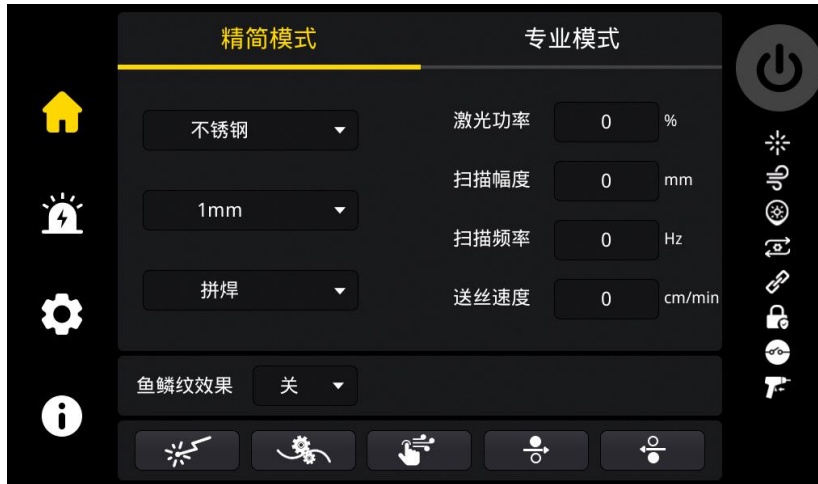 精简模式
专业模式
不锈钢
1mm
拼焊
激光功率 0 %
扫描幅度 0 mm
扫描频率 0 Hz
送丝速度 0 cm/min
鱼鳞纹效果 关